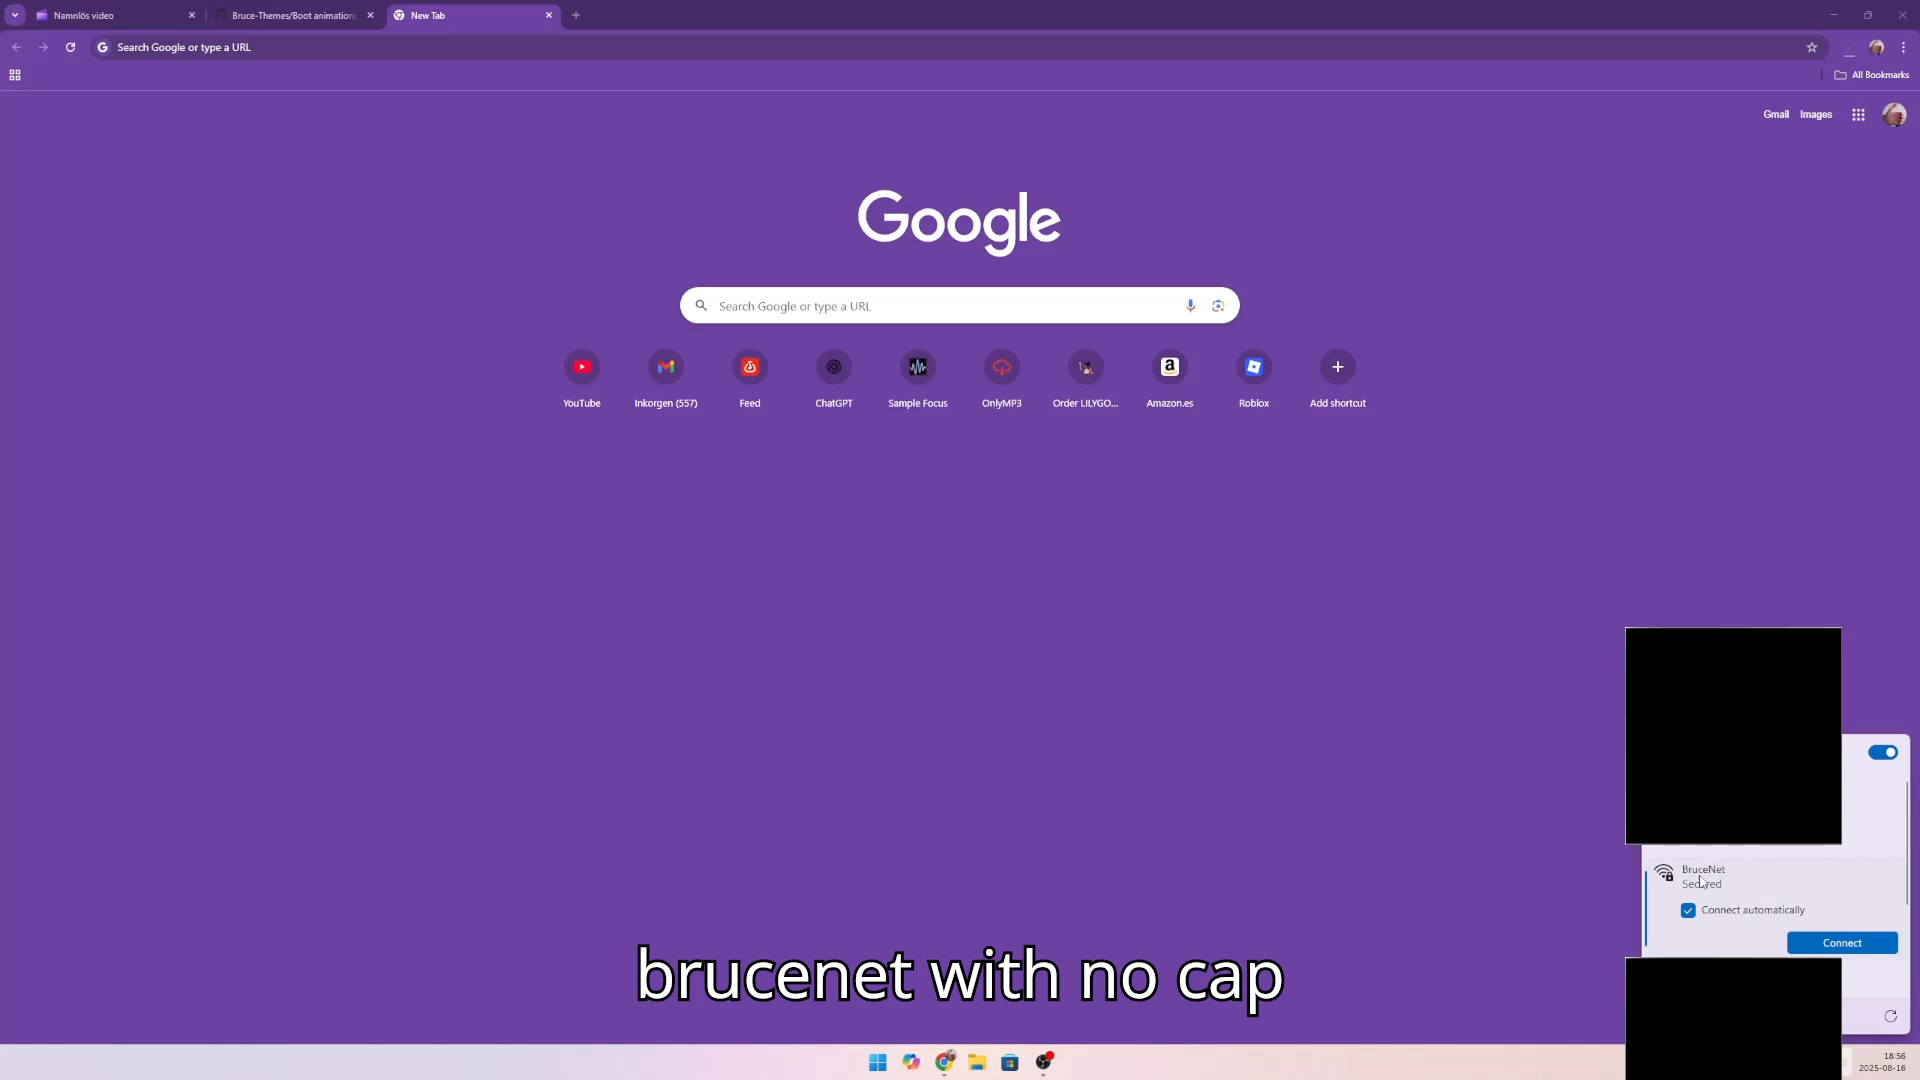 Namnlös video
Bruce-Themes/Boot animations
New Tab
Search Google or type a URL
All Bookmarks
Gmail
Images
Google
Search Google or type a URL
YouTube
Inkorgen (557)
Feed
ChatGPT
Sample Focus
OnlyMP3
Order LILYGO...
Amazon.es
Roblox
Add shortcut
BruceNet
Secured
Connect automatically
Connect
brucenet with no cap
18:56
2025-08-16